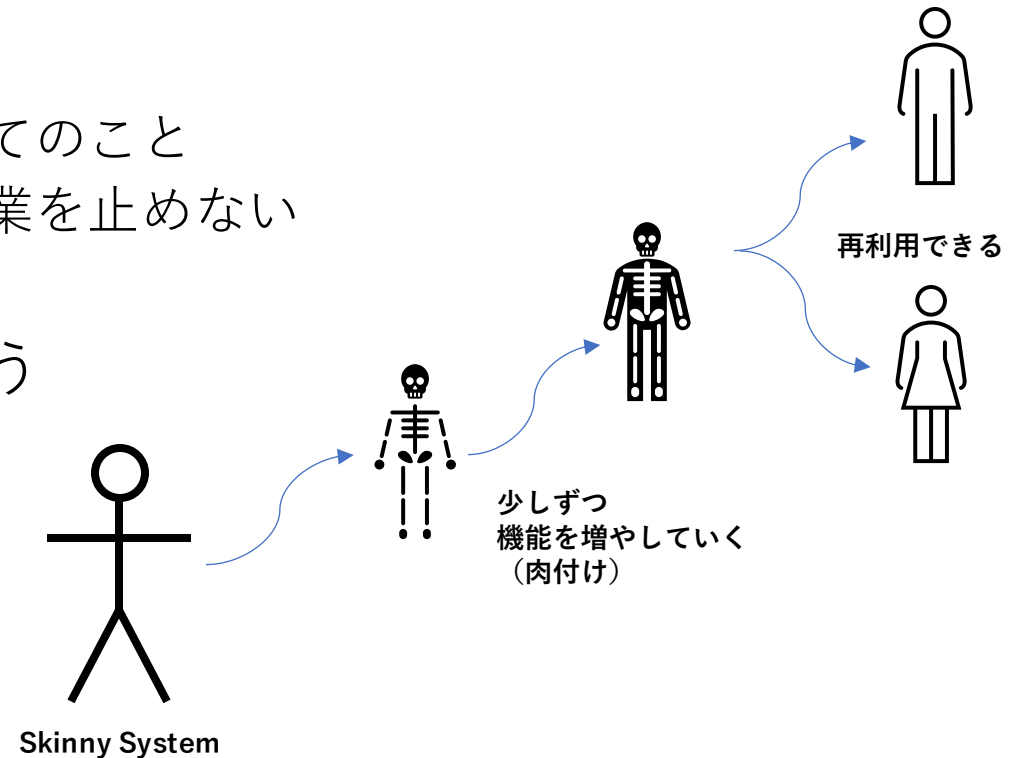 てのこと
業を止めない
う
再利用できる
少しずつ
機能を増やしていく
（肉付け）
Skinny System